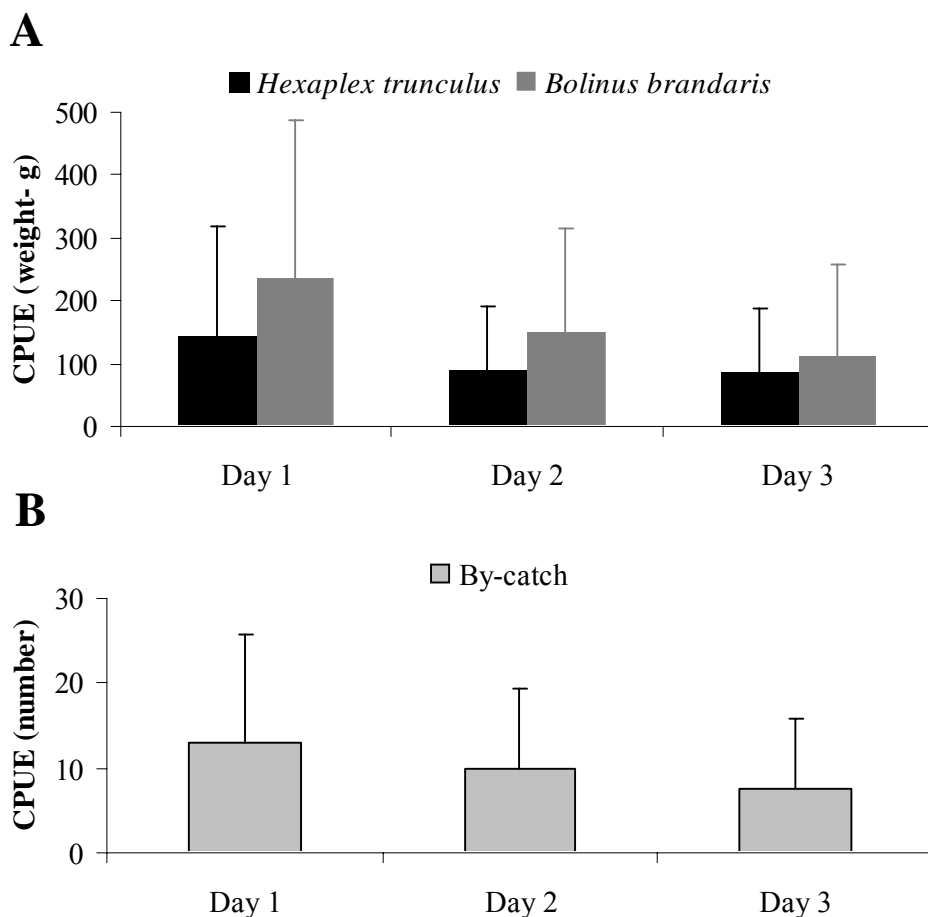 A
Hexaplex trunculus Bolinus brandaris
CPUE (weight- g)
500
400
300
200
100
0
Day 1 Day 2 Day 3
B
By-catch
CPUE (number)
30
20
10
0
Day 1 Day 2 Day 3